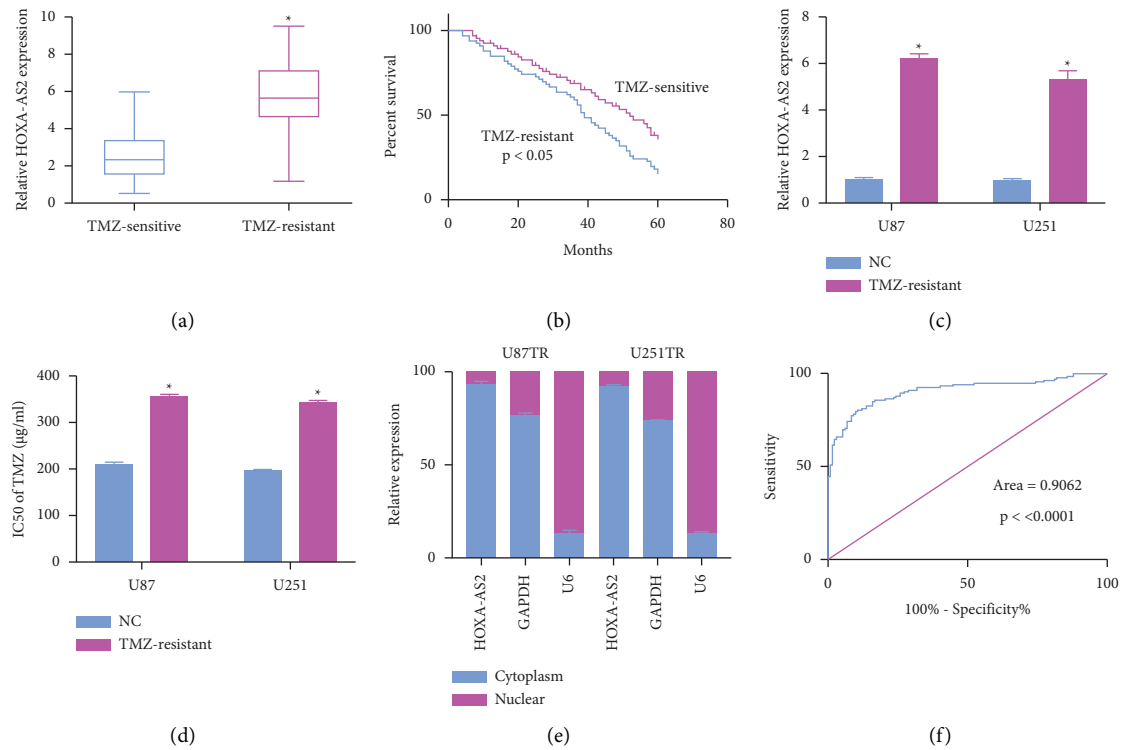 Relative HOXA-AS2 expression
10
8
6
4
2
0
*
TMZ-sensitive
TMZ-resistant
(a)
Percent survival
100
50
0
TMZ-sensitive
TMZ-resistant
p < 0.05
0
20
40
60
80
Months
(b)
Relative HOXA-AS2 expression
8
6
4
2
0
*
*
U87
U251
NC
TMZ-resistant
(c)
IC50 of TMZ (µg/ml)
400
300
200
100
0
*
*
U87
U251
NC
TMZ-resistant
(d)
U87TR
U251TR
Relative expression
100
50
0
HOXA-AS2
GAPDH
U6
HOXA-AS2
GAPDH
U6
Cytoplasm
Nuclear
(e)
Sensitivity
100
50
0
Area = 0.9062
p < <0.0001
0
50
100
100% - Specificity%
(f)